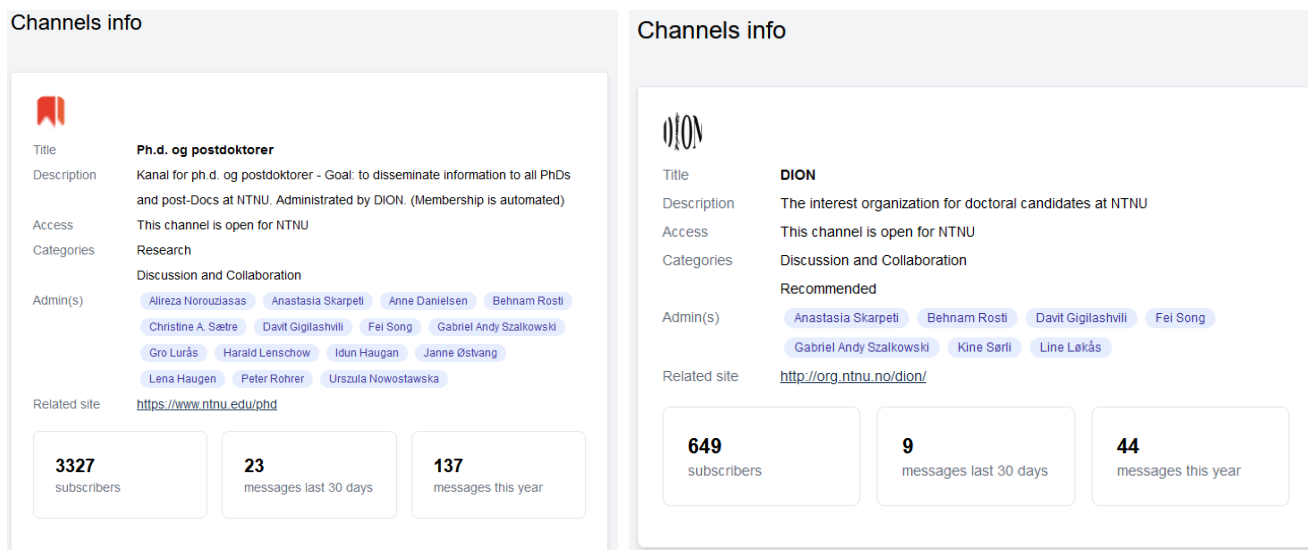 Channels info
Title Ph.d. og postdoktorer
Description Kanal for ph.d. og postdoktorer - Goal: to disseminate information to all PhDs
and post-Docs at NTNU. Administrated by DION. (Membership is automated)
Access This channel is open for NTNU
Categories Research
Discussion and Collaboration
Admin(s) Alireza Norouziasas Anastasia Skarpeti Anne Danielsen Behnam Rosti
Christine A. Sætre Davit Gigilashvili Fei Song Gabriel Andy Szalkowski
Gro Lurås Harald Lenschow Idun Haugan Janne Østvang
Lena Haugen Peter Rohrer Urszula Nowostawska
Related site https://www.ntnu.edu/phd
3327 23 137
subscribers messages last 30 days messages this year
Channels info
DION
Title DION
Description The interest organization for doctoral candidates at NTNU
Access This channel is open for NTNU
Categories Discussion and Collaboration
Recommended
Admin(s) Anastasia Skarpeti Behnam Rosti Davit Gigilashvili Fei Song
Gabriel Andy Szalkowski Kine Sørli Line Løkås
Related site http://org.ntnu.no/dion/
649 9 44
subscribers messages last 30 days messages this year